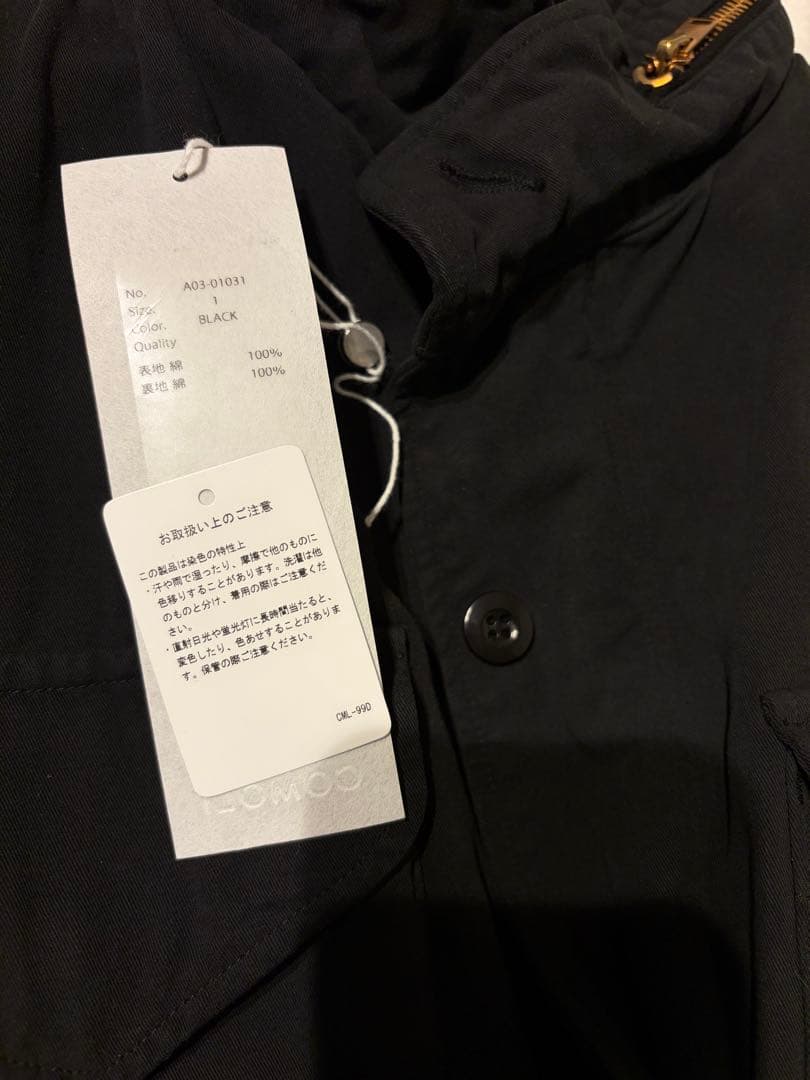 No. A03-01031
Size. 1
Color. BLACK
Quality
表地 綿 100%
裏地 綿 100%
お取扱い上のご注意
この製品は染色の特性上
・汗や雨で湿ったり、摩擦で他のものに
色移りすることがあります。洗濯は他
のものと分け、着用の際はご注意くだ
さい。
・直射日光や蛍光灯に長時間当たると、
変色したり、色あせすることがありま
す。保管の際ご注意ください。
CML-99D
COMOLI